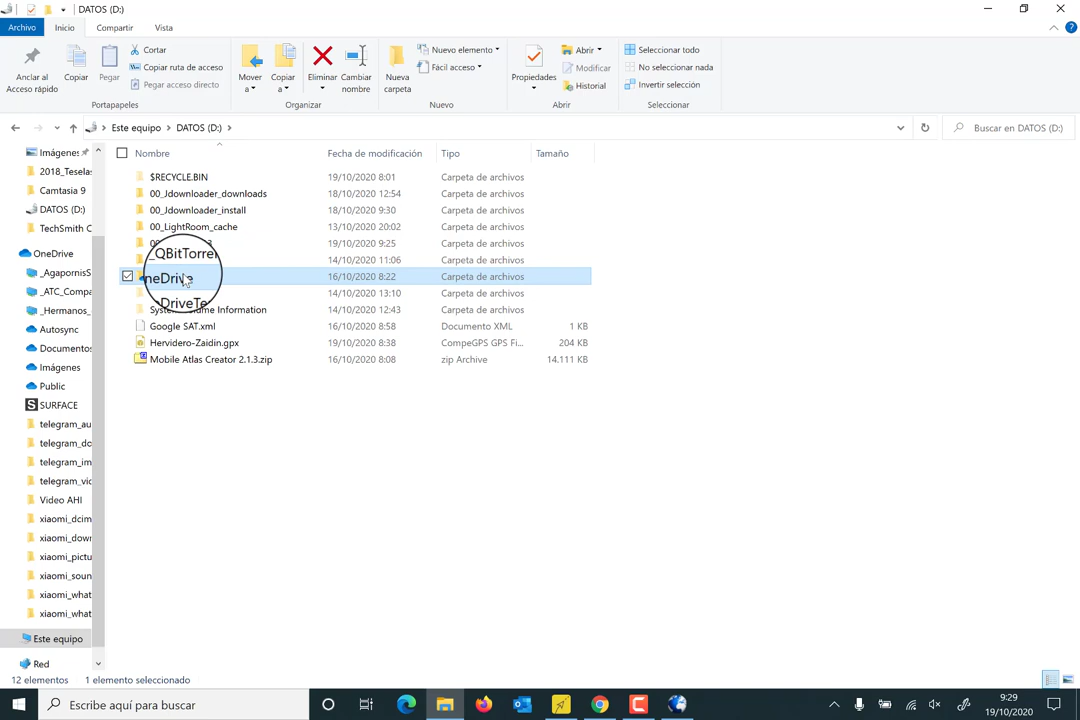 DATOS (D:)
Archivo Inicio Compartir Vista
Anclar al Acceso rápido
Copiar
Pegar
Cortar
Copiar ruta de acceso
Pegar acceso directo
Portapapeles
Mover a
Copiar a
Eliminar
Cambiar nombre
Organizar
Nueva carpeta
Nuevo elemento
Fácil acceso
Nuevo
Propiedades
Abrir
Modificar
Historial
Abrir
Seleccionar todo
No seleccionar nada
Invertir selección
Seleccionar
Este equipo > DATOS (D:) >
Buscar en DATOS (D:)
Imágenes
2018_Teselas
Camtasia 9
DATOS (D:)
TechSmith C
OneDrive
_AgapornisS
_ATC_Compa
_Hermanos_
Autosync
Documentos
Imágenes
Public
SURFACE
telegram_au
telegram_do
telegram_im
telegram_vid
Video AHI
xiaomi_dcim
xiaomi_down
xiaomi_pictu
xiaomi_soun
xiaomi_what
xiaomi_what
Este equipo
Red
Nombre Fecha de modificación Tipo Tamaño
$RECYCLE.BIN 19/10/2020 8:01 Carpeta de archivos
00_Jdownloader_downloads 18/10/2020 12:54 Carpeta de archivos
00_Jdownloader_install 18/10/2020 9:30 Carpeta de archivos
00_LightRoom_cache 13/10/2020 20:02 Carpeta de archivos
19/10/2020 9:25 Carpeta de archivos
_QBitTorren 14/10/2020 11:06 Carpeta de archivos
neDrive 16/10/2020 8:22 Carpeta de archivos
eDriveTe 14/10/2020 13:10 Carpeta de archivos
System Volume Information 14/10/2020 12:43 Carpeta de archivos
Google SAT.xml 16/10/2020 8:58 Documento XML 1 KB
Hervidero-Zaidin.gpx 19/10/2020 8:38 CompeGPS GPS Fi... 204 KB
Mobile Atlas Creator 2.1.3.zip 16/10/2020 8:08 zip Archive 14.111 KB
12 elementos 1 elemento seleccionado
Escribe aquí para buscar
9:29
19/10/2020